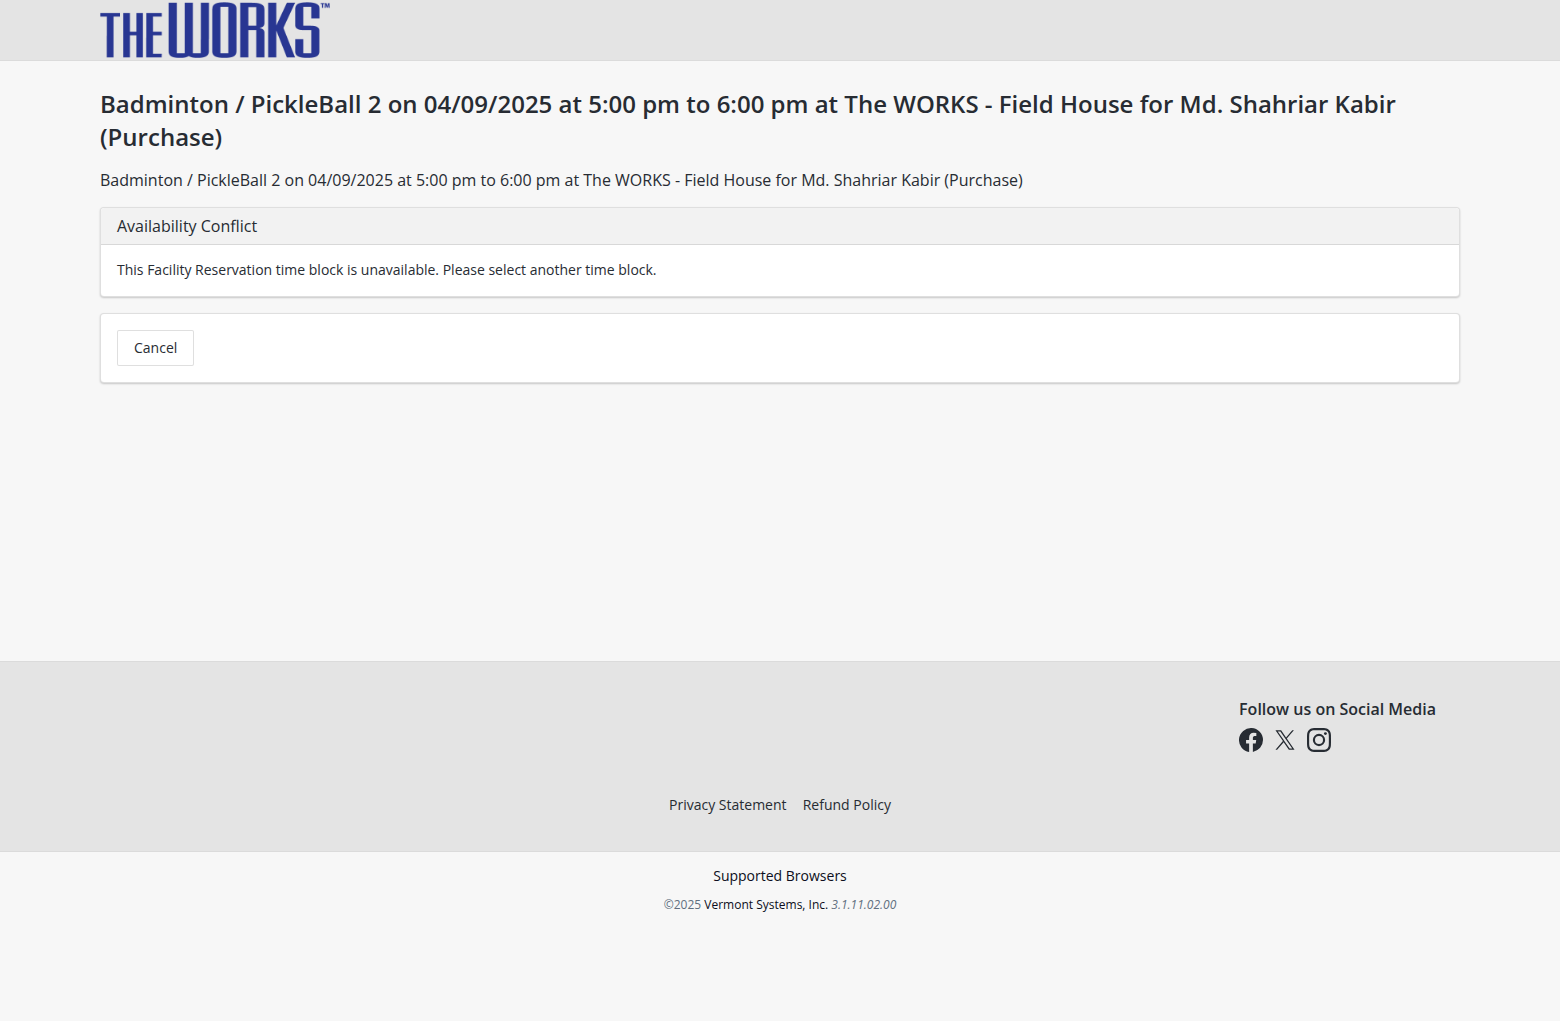 THE WORKS™
Badminton / PickleBall 2 on 04/09/2025 at 5:00 pm to 6:00 pm at The WORKS - Field House for Md. Shahriar Kabir
(Purchase)
Badminton / PickleBall 2 on 04/09/2025 at 5:00 pm to 6:00 pm at The WORKS - Field House for Md. Shahriar Kabir (Purchase)
Availability Conflict
This Facility Reservation time block is unavailable. Please select another time block.
Cancel
Follow us on Social Media
Privacy Statement Refund Policy
Supported Browsers
©2025 Vermont Systems, Inc. 3.1.11.02.00